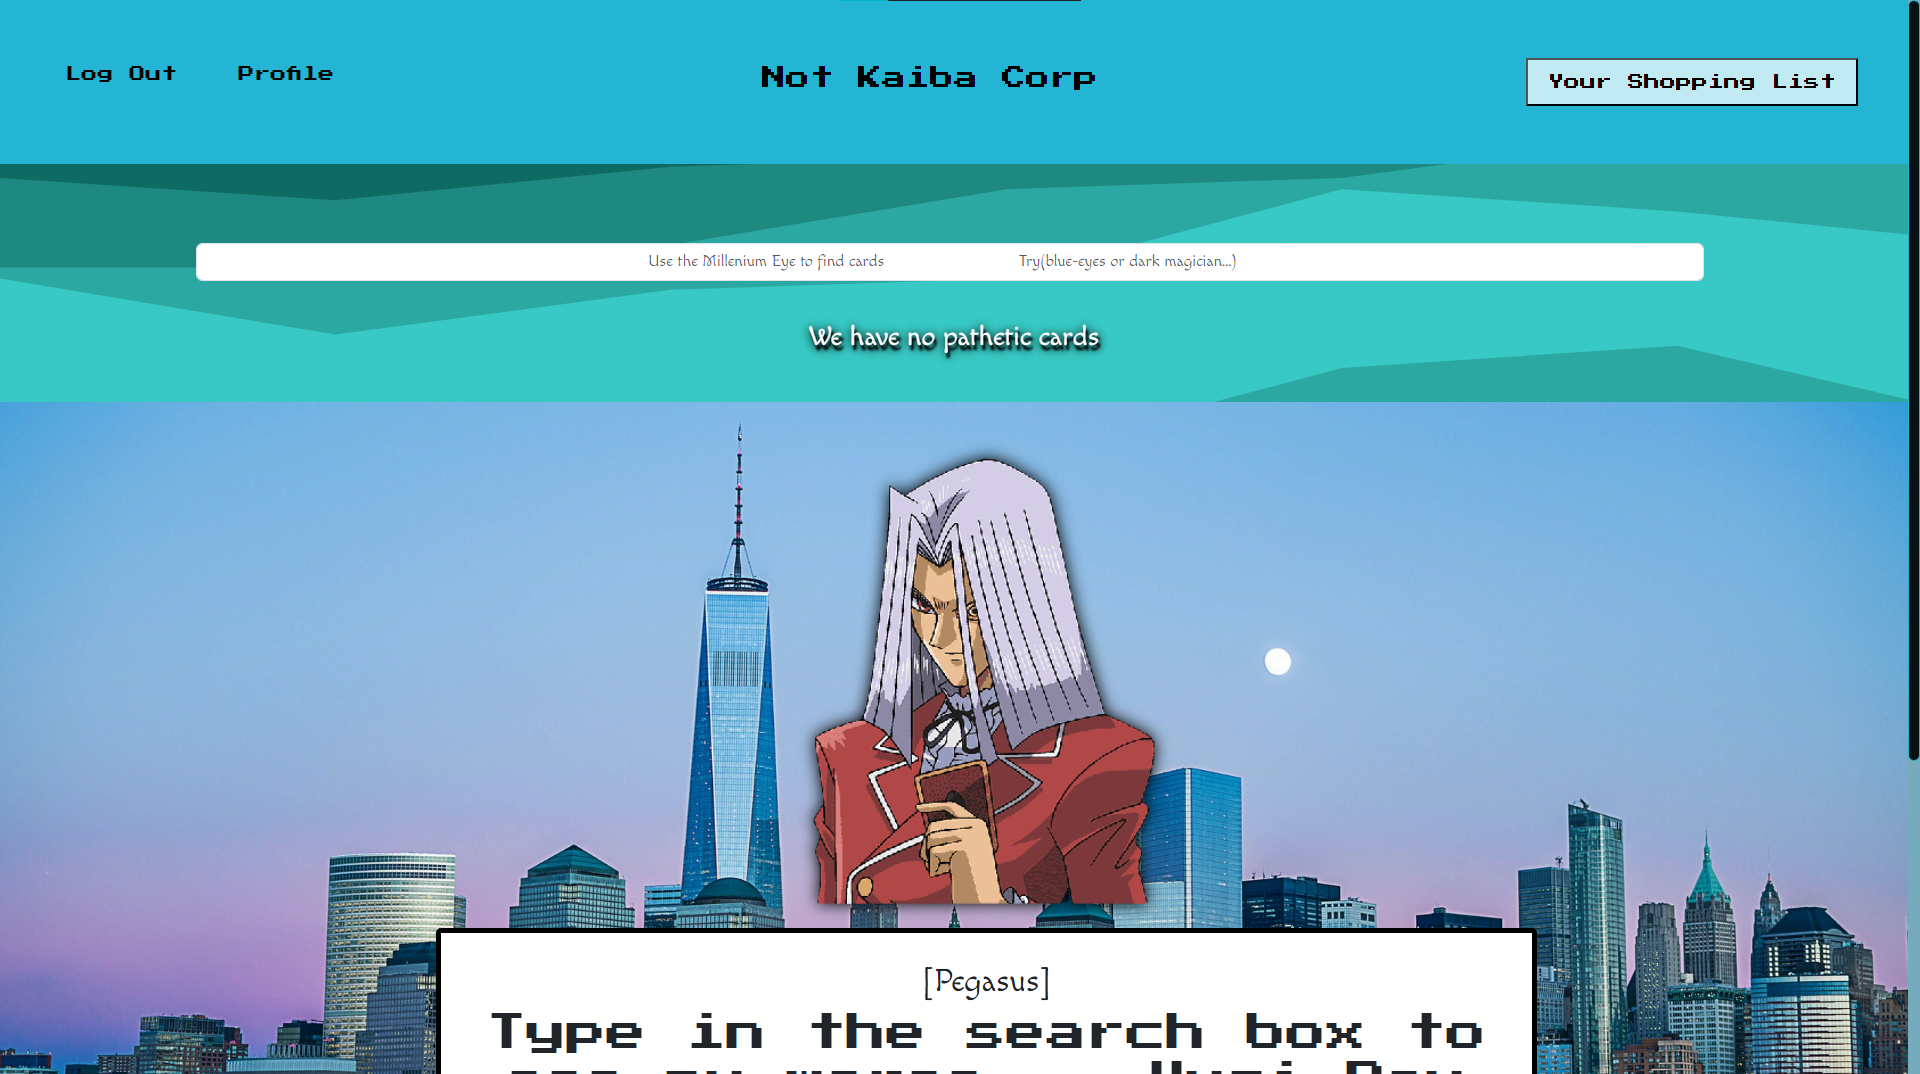 Log Out Profile Not Kaiba Corp Your Shopping List
Use the Millenium Eye to find cards Try(blue-eyes or dark magician...)
We have no pathetic cards
[Pegasus]
Type in the search box to